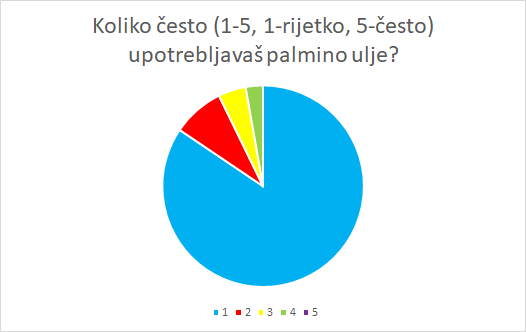 Koliko često (1-5, 1-rijetko, 5-često)
upotrebljavaš palmino ulje?
1 2 3 4 5